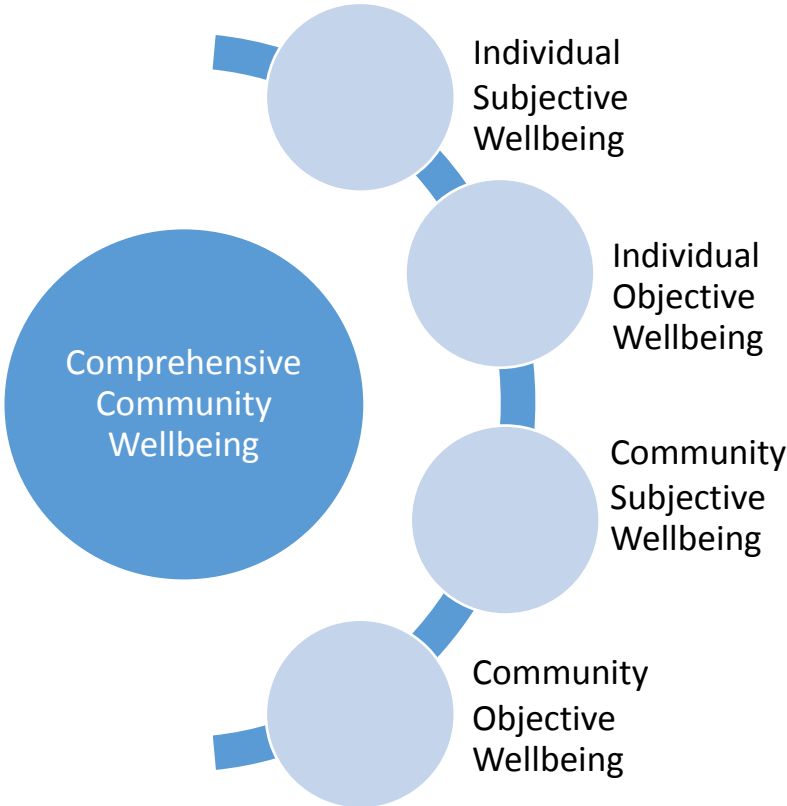 Individual
Subjective
Wellbeing
Individual
Objective
Wellbeing
Comprehensive
Community
Wellbeing
Community
Subjective
Wellbeing
Community
Objective
Wellbeing